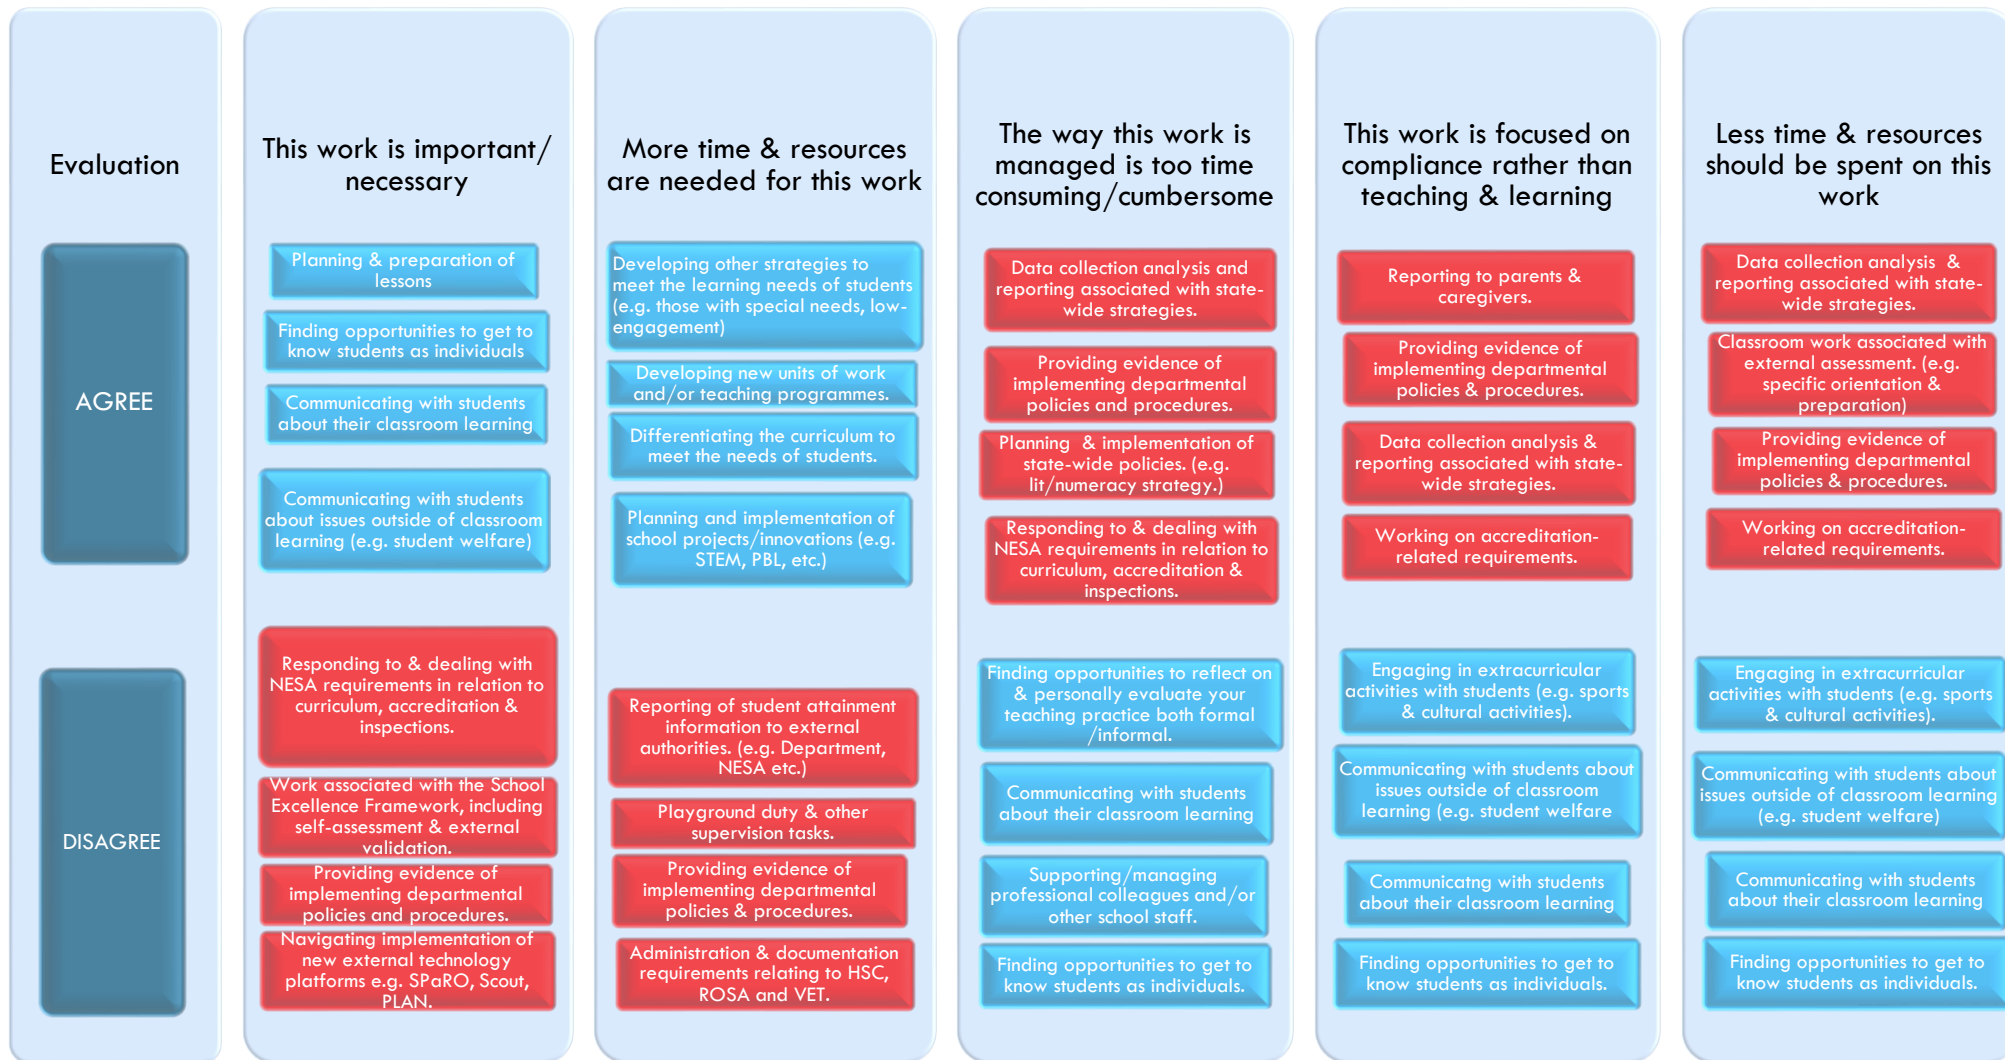 Evaluation
AGREE
DISAGREE
This work is important/
necessary
Planning & preparation of
lessons
Finding opportunities to get to
know students as individuals
Communicating with students
about their classroom learning
Communicating with students
about issues outside of classroom
learning (e.g. student welfare)
Responding to & dealing with
NESA requirements in relation to
curriculum, accreditation &
inspections.
Work associated with the School
Excellence Framework, including
self-assessment & external
validation.
Providing evidence of
implementing departmental
policies and procedures.
Navigating implementation of
new external technology
platforms e.g. SPaRO, Scout,
PLAN.
More time & resources
are needed for this work
Developing other strategies to
meet the learning needs of students
(e.g. those with special needs, low-
engagement)
Developing new units of work
and/or teaching programmes.
Differentiating the curriculum to
meet the needs of students.
Planning and implementation of
school projects/innovations (e.g.
STEM, PBL, etc.)
Reporting of student attainment
information to external
authorities. (e.g. Department,
NESA etc.)
Playground duty & other
supervision tasks.
Providing evidence of
implementing departmental
policies & procedures.
Administration & documentation
requirements relating to HSC,
ROSA and VET.
The way this work is
managed is too time
consuming/cumbersome
Data collection analysis and
reporting associated with state-
wide strategies.
Providing evidence of
implementing departmental
policies and procedures.
Planning & implementation of
state-wide policies. (e.g.
lit/numeracy strategy.)
Responding to & dealing with
NESA requirements in relation to
curriculum, accreditation &
inspections.
Finding opportunities to reflect on
& personally evaluate your
teaching practice both formal
/informal.
Communicating with students
about their classroom learning
Supporting/managing
professional colleagues and/or
other school staff.
Finding opportunities to get to
know students as individuals.
This work is focused on
compliance rather than
teaching & learning
Reporting to parents &
caregivers.
Providing evidence of
implementing departmental
policies & procedures.
Data collection analysis &
reporting associated with state-
wide strategies.
Working on accreditation-
related requirements.
Engaging in extracurricular
activities with students (e.g. sports
& cultural activities).
Communicating with students about
issues outside of classroom
learning (e.g. student welfare
Communicatng with students
about their classroom learning
Finding opportunities to get to
know students as individuals.
Less time & resources
should be spent on this
work
Data collection analysis &
reporting associated with state-
wide strategies.
Classroom work associated with
external assessment. (e.g.
specific orientation &
preparation)
Providing evidence of
implementing departmental
policies & procedures.
Working on accreditation-
related requirements.
Engaging in extracurricular
activities with students (e.g. sports
& cultural activities).
Communicating with students about
issues outside of classroom learning
(e.g. student welfare)
Communicating with students
about their classroom learning
Finding opportunities to get to
know students as individuals.